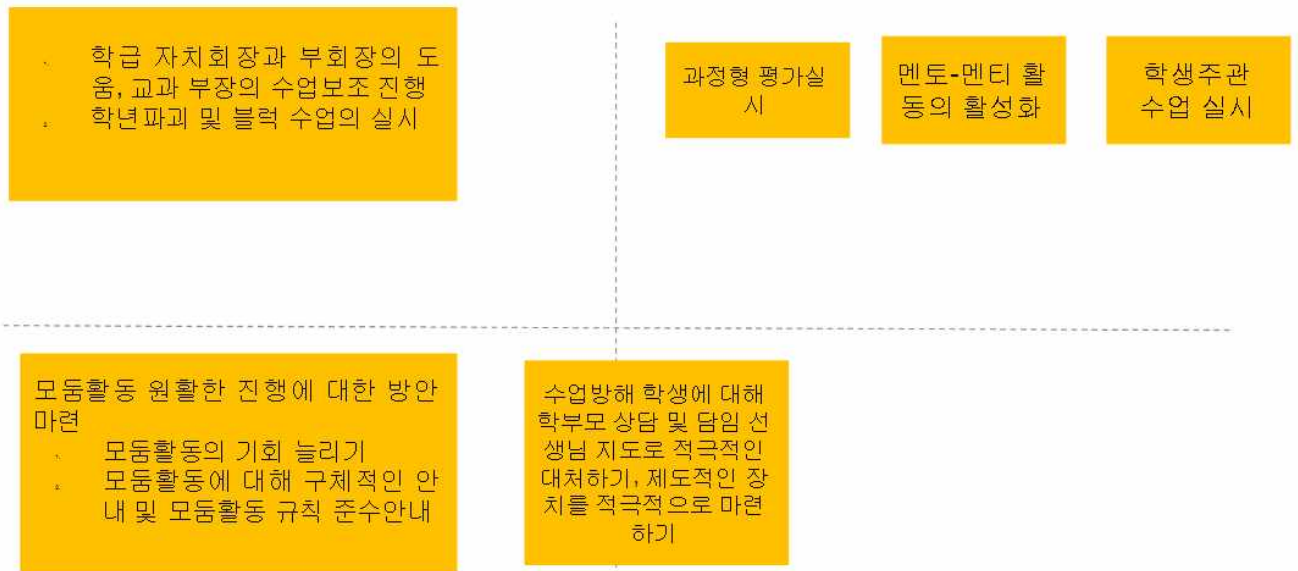 1. 학급 자치회장과 부회장의 도
움, 교과 부장의 수업보조 진행
2. 학년파괴 및 블럭 수업의 실시
과정형 평가실
시
멘토-멘티 활
동의 활성화
학생주관
수업 실시
모둠활동 원활한 진행에 대한 방안
마련
1. 모둠활동의 기회 늘리기
2. 모둠활동에 대해 구체적인 안
내 및 모둠활동 규칙 준수안내
수업방해 학생에 대해
학부모 상담 및 담임 선
생님 지도로 적극적인
대처하기, 제도적인 장
치를 적극적으로 마련
하기